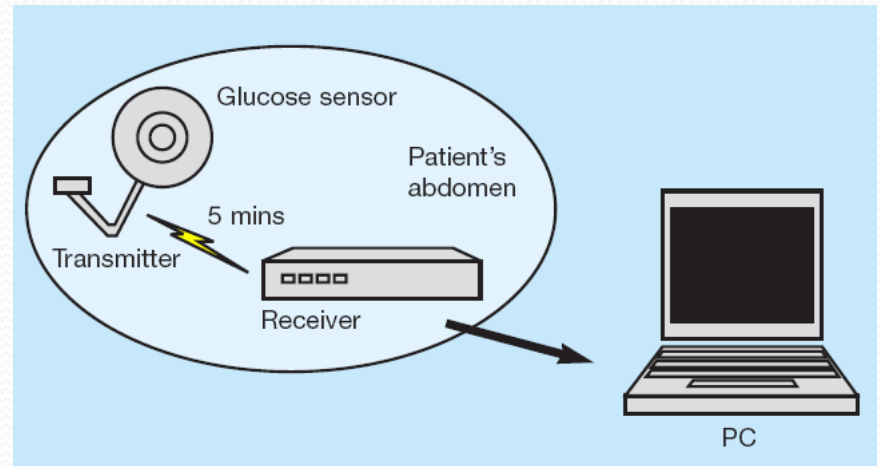 Glucose sensor
Patient's
abdomen
5 mins
Transmitter
Receiver
PC